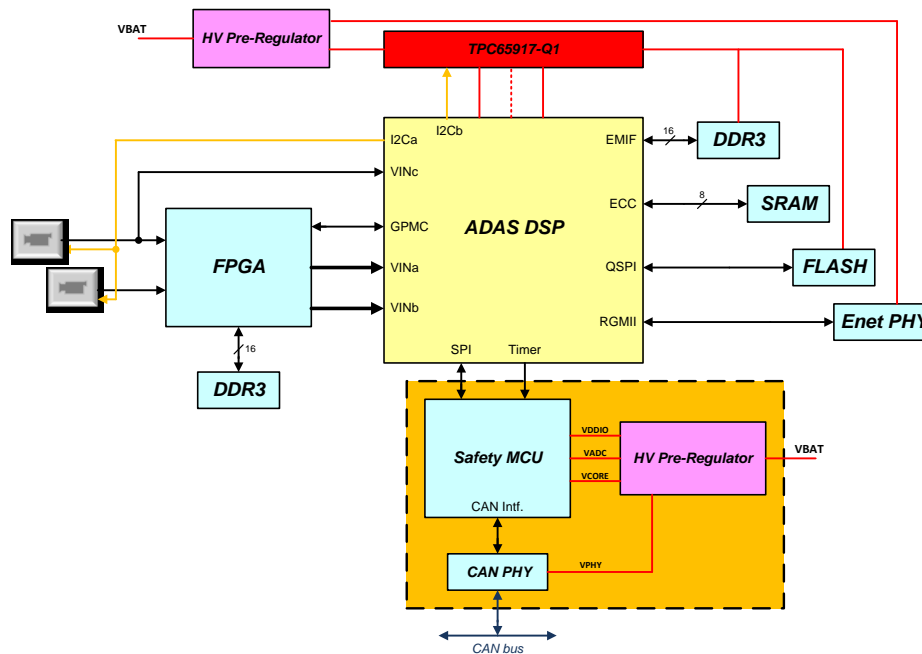 VBAT
HV Pre-Regulator
TPC65917-Q1
I2Ca
I2Cb
EMIF
16
DDR3
VINc
ECC
8
SRAM
FPGA
GPMC
ADAS DSP
VINa
QSPI
FLASH
VINb
RGMII
Enet PHY
16
DDR3
SPI
Timer
Safety MCU
VDDIO
VADC
VCORE
HV Pre-Regulator
VBAT
CAN Intf.
CAN PHY
VPHY
CAN bus